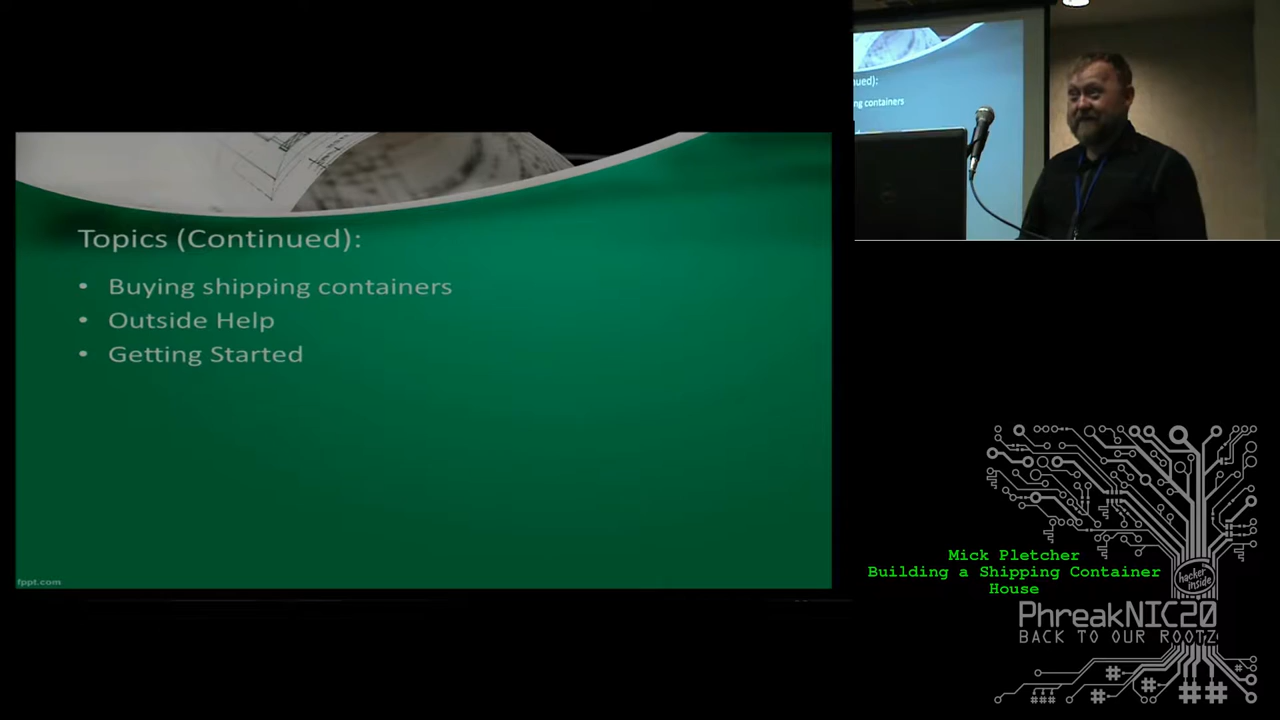 Topics (Continued):
• Buying shipping containers
• Outside Help
• Getting Started
fppt.com
ued):
ng containers
Mick Pletcher
Building a Shipping Container
House
hacker
inside
PhreakNIC20
BACK TO OUR ROOTZ